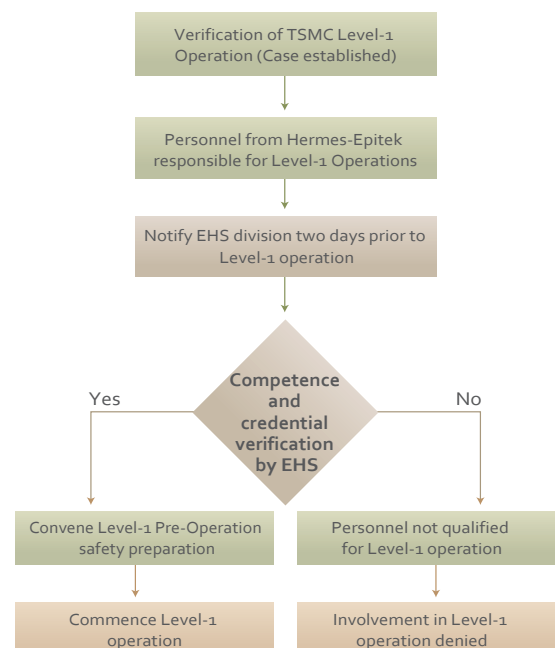 Verification of TSMC Level-1
Operation (Case established)
Personnel from Hermes-Epitek
responsible for Level-1 Operations
Notify EHS division two days prior to
Level-1 operation
Competence
and
credential
verification
by EHS
Yes
No
Convene Level-1 Pre-Operation
safety preparation
Personnel not qualified
for Level-1 operation
Commence Level-1
operation
Involvement in Level-1
operation denied